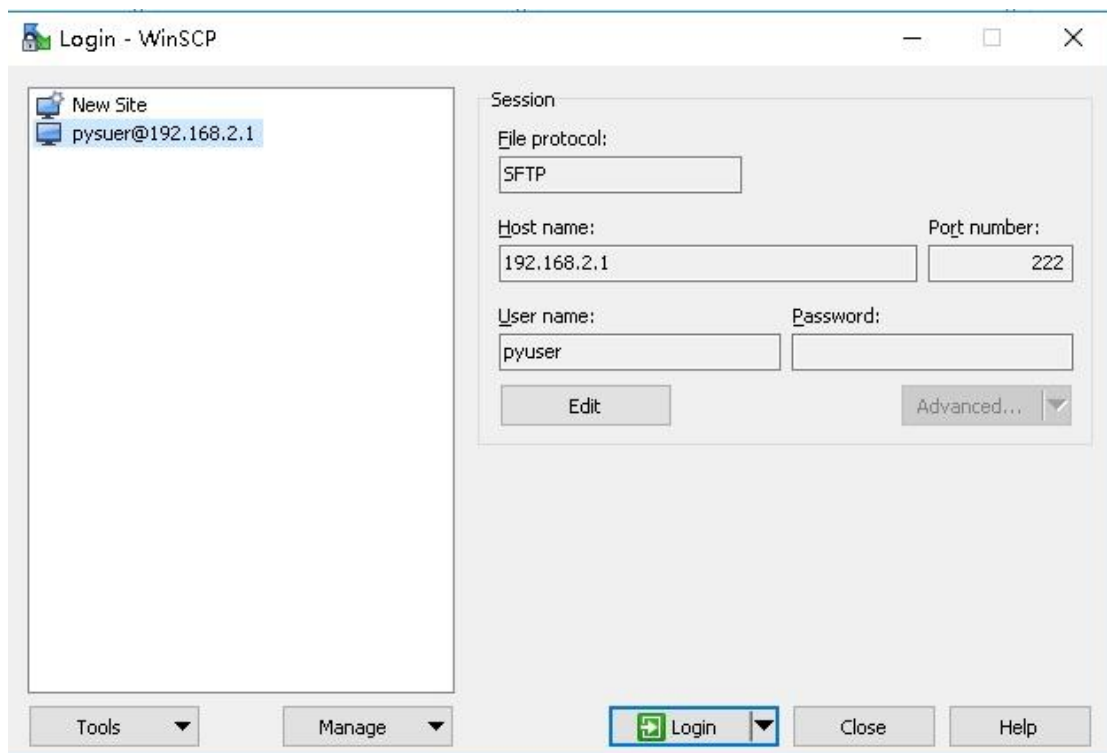 Login - WinSCP
New Site
pysuer@192.168.2.1
Session
File protocol:
SFTP
Host name:
Port number:
192.168.2.1
222
User name:
Password:
pyuser
Edit
Advanced...
Tools
Manage
Login
Close
Help